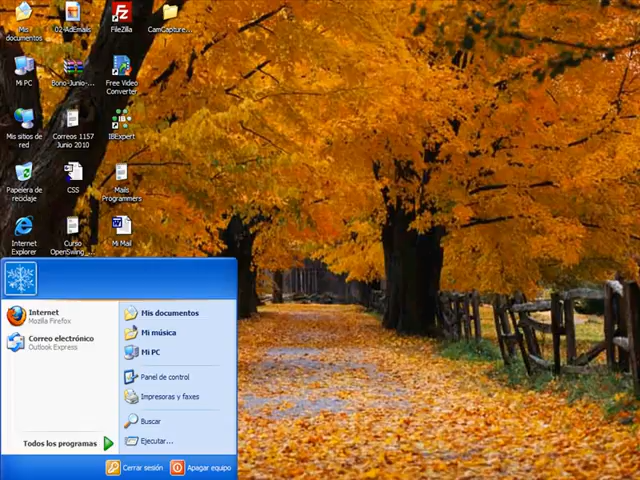 Mis
documentos
02-AdEmails
FileZilla
CamCapture...
Mi PC
Bono-Junio-...
Free Video
Converter
Mis sitios de
red
Correos 1157
Junio 2010
IBExpert
Papelera de
reciclaje
CSS
Mails
Programmers
Internet
Explorer
Curso
OpenSwing_...
Mi Mail
Internet
Mozilla Firefox
Correo electrónico
Outlook Express
Todos los programas
Mis documentos
Mi música
Mi PC
Panel de control
Impresoras y faxes
Buscar
Ejecutar...
Cerrar sesión
Apagar equipo